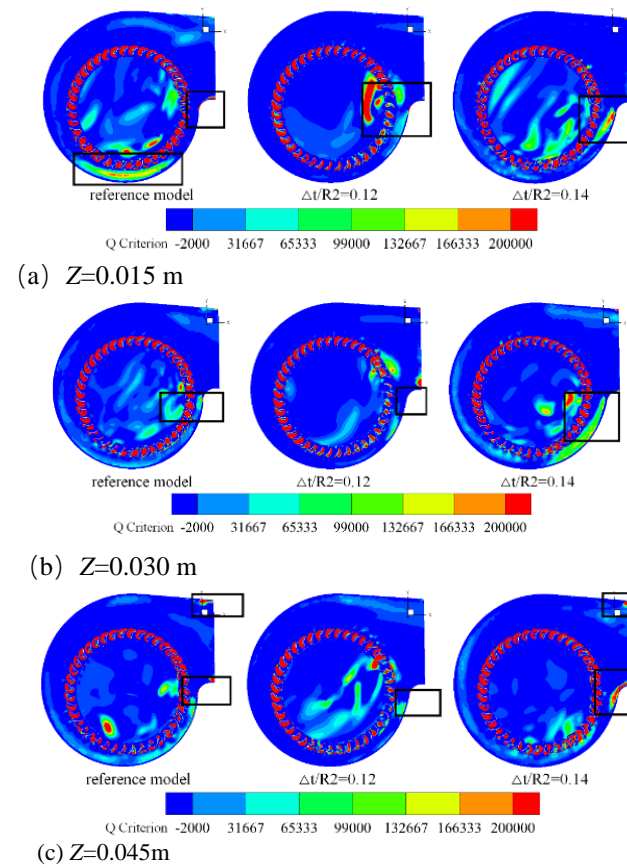 reference model △t/R2=0.12 △t/R2=0.14
Q Criterion -2000 31667 65333 99000 132667 166333 200000
（a） Z=0.015 m
reference model △t/R2=0.12 △t/R2=0.14
Q Criterion -2000 31667 65333 99000 132667 166333 200000
（b） Z=0.030 m
reference model △t/R2=0.12 △t/R2=0.14
Q Criterion -2000 31667 65333 99000 132667 166333 200000
(c) Z=0.045m